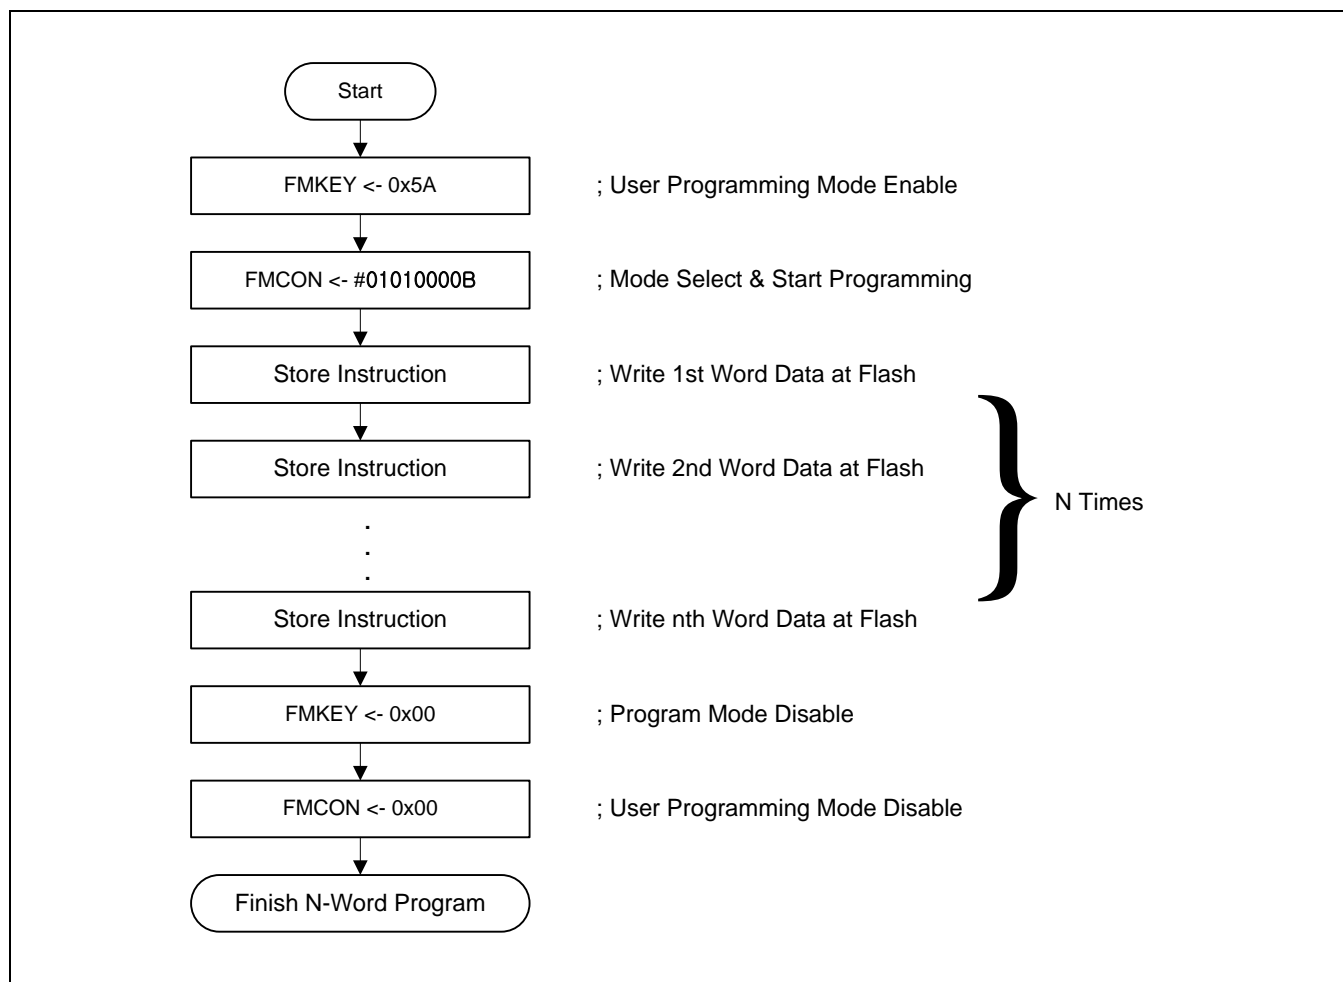 Start
FMKEY <- 0x5A ; User Programming Mode Enable
FMCON <- #01010000B ; Mode Select & Start Programming
Store Instruction ; Write 1st Word Data at Flash
Store Instruction ; Write 2nd Word Data at Flash
N Times
.
.
.
Store Instruction ; Write nth Word Data at Flash
FMKEY <- 0x00 ; Program Mode Disable
FMCON <- 0x00 ; User Programming Mode Disable
Finish N-Word Program